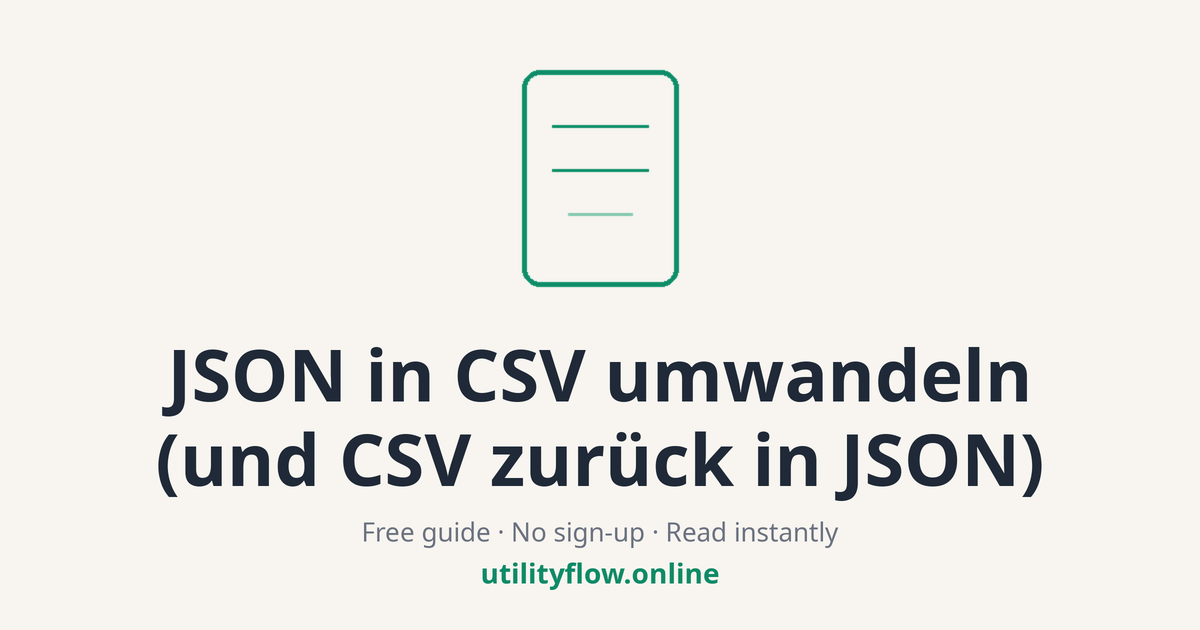 JSON in CSV umwandeln
(und CSV zurück in JSON)
Free guide · No sign-up · Read instantly
utilityflow.online